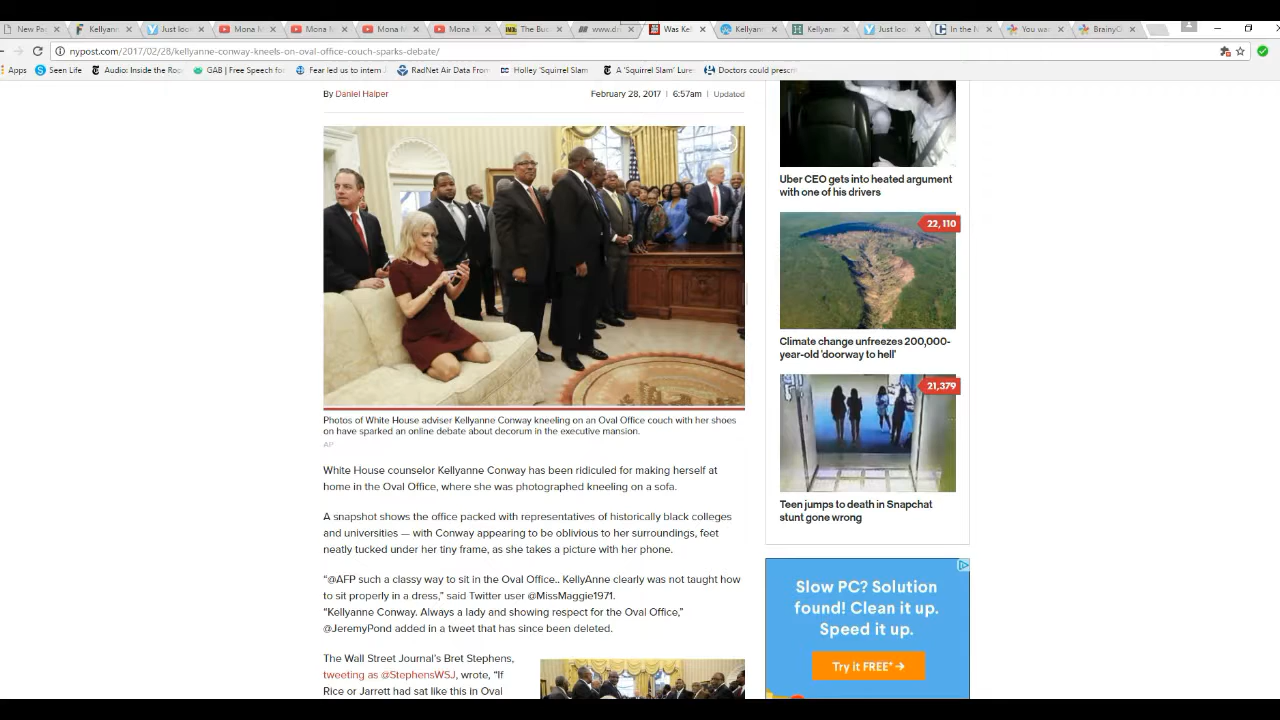 New Pa
Kellyann
Just loo
Mona M
Mona M
Mona M
Mona M
The Bu
www.dr
Was Kel
Kellyann
Kellyann
Just loo
In the N
You wa
BrainyQ
nypost.com/2017/02/28/kellyanne-conway-kneels-on-oval-office-couch-sparks-debate/
Apps
Seen Life
Audio: Inside the Roo
GAB | Free Speech fo
Fear led us to intern J
RadNet Air Data From
Holley 'Squirrel Slam'
A 'Squirrel Slam' Lures
Doctors could prescr
By Daniel Halper
February 28, 2017 | 6:57am | Updated
Photos of White House adviser Kellyanne Conway kneeling on an Oval Office couch with her shoes
on have sparked an online debate about decorum in the executive mansion.
AP
White House counselor Kellyanne Conway has been ridiculed for making herself at
home in the Oval Office, where she was photographed kneeling on a sofa.
A snapshot shows the office packed with representatives of historically black colleges
and universities — with Conway appearing to be oblivious to her surroundings, feet
neatly tucked under her tiny frame, as she takes a picture with her phone.
“@AFP such a classy way to sit in the Oval Office.. KellyAnne clearly was not taught how
to sit properly in a dress,” said Twitter user @MissMaggie1971.
“Kellyanne Conway. Always a lady and showing respect for the Oval Office,”
@JeremyPond added in a tweet that has since been deleted.
The Wall Street Journal’s Bret Stephens,
tweeting as @StephensWSJ, wrote, “If
Rice or Jarrett had sat like this in Oval
Uber CEO gets into heated argument
with one of his drivers
22,110
Climate change unfreezes 200,000-
year-old 'doorway to hell'
21,379
Teen jumps to death in Snapchat
stunt gone wrong
Slow PC? Solution
found! Clean it up.
Speed it up.
Try it FREE* →